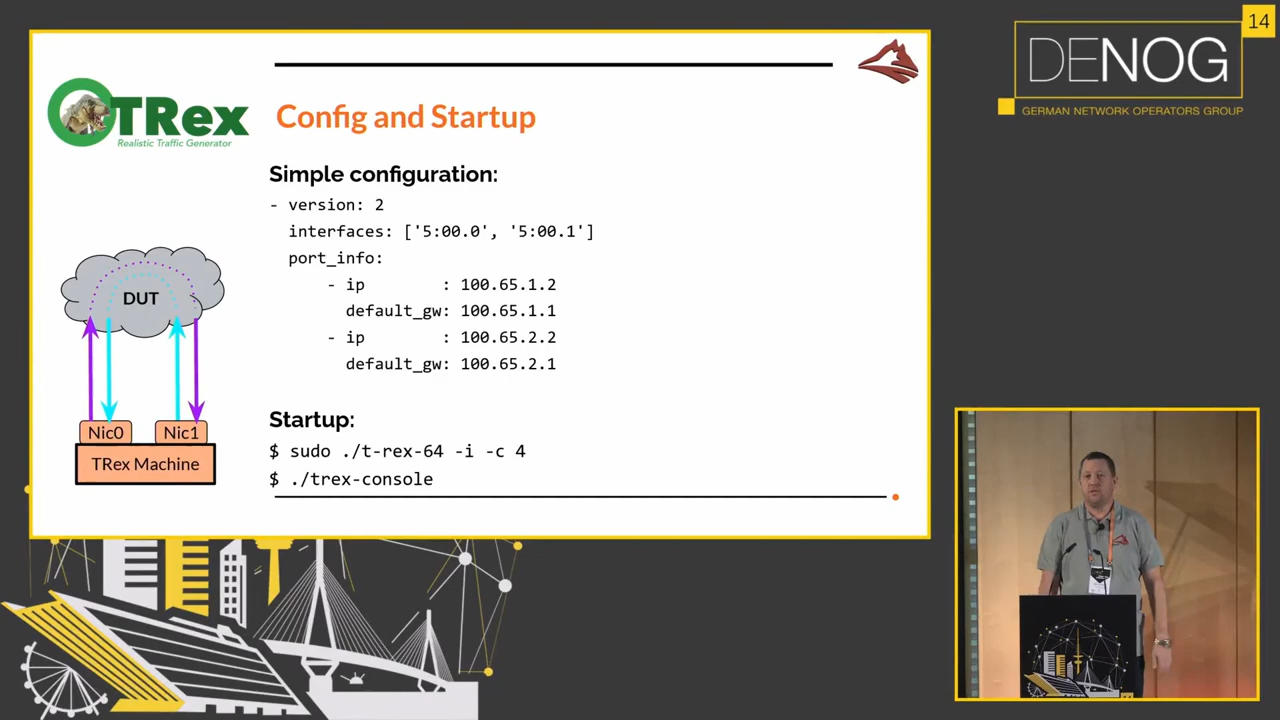 14
DENOG
GERMAN NETWORK OPERATORS GROUP
TRex
Realistic Traffic Generator
Config and Startup
Simple configuration:
- version: 2
interfaces: ['5:00.0', '5:00.1']
port_info:
- ip : 100.65.1.2
default_gw: 100.65.1.1
- ip : 100.65.2.2
default_gw: 100.65.2.1
DUT
Nic0
Nic1
TRex Machine
Startup:
$ sudo ./t-rex-64 -i -c 4
$ ./trex-console